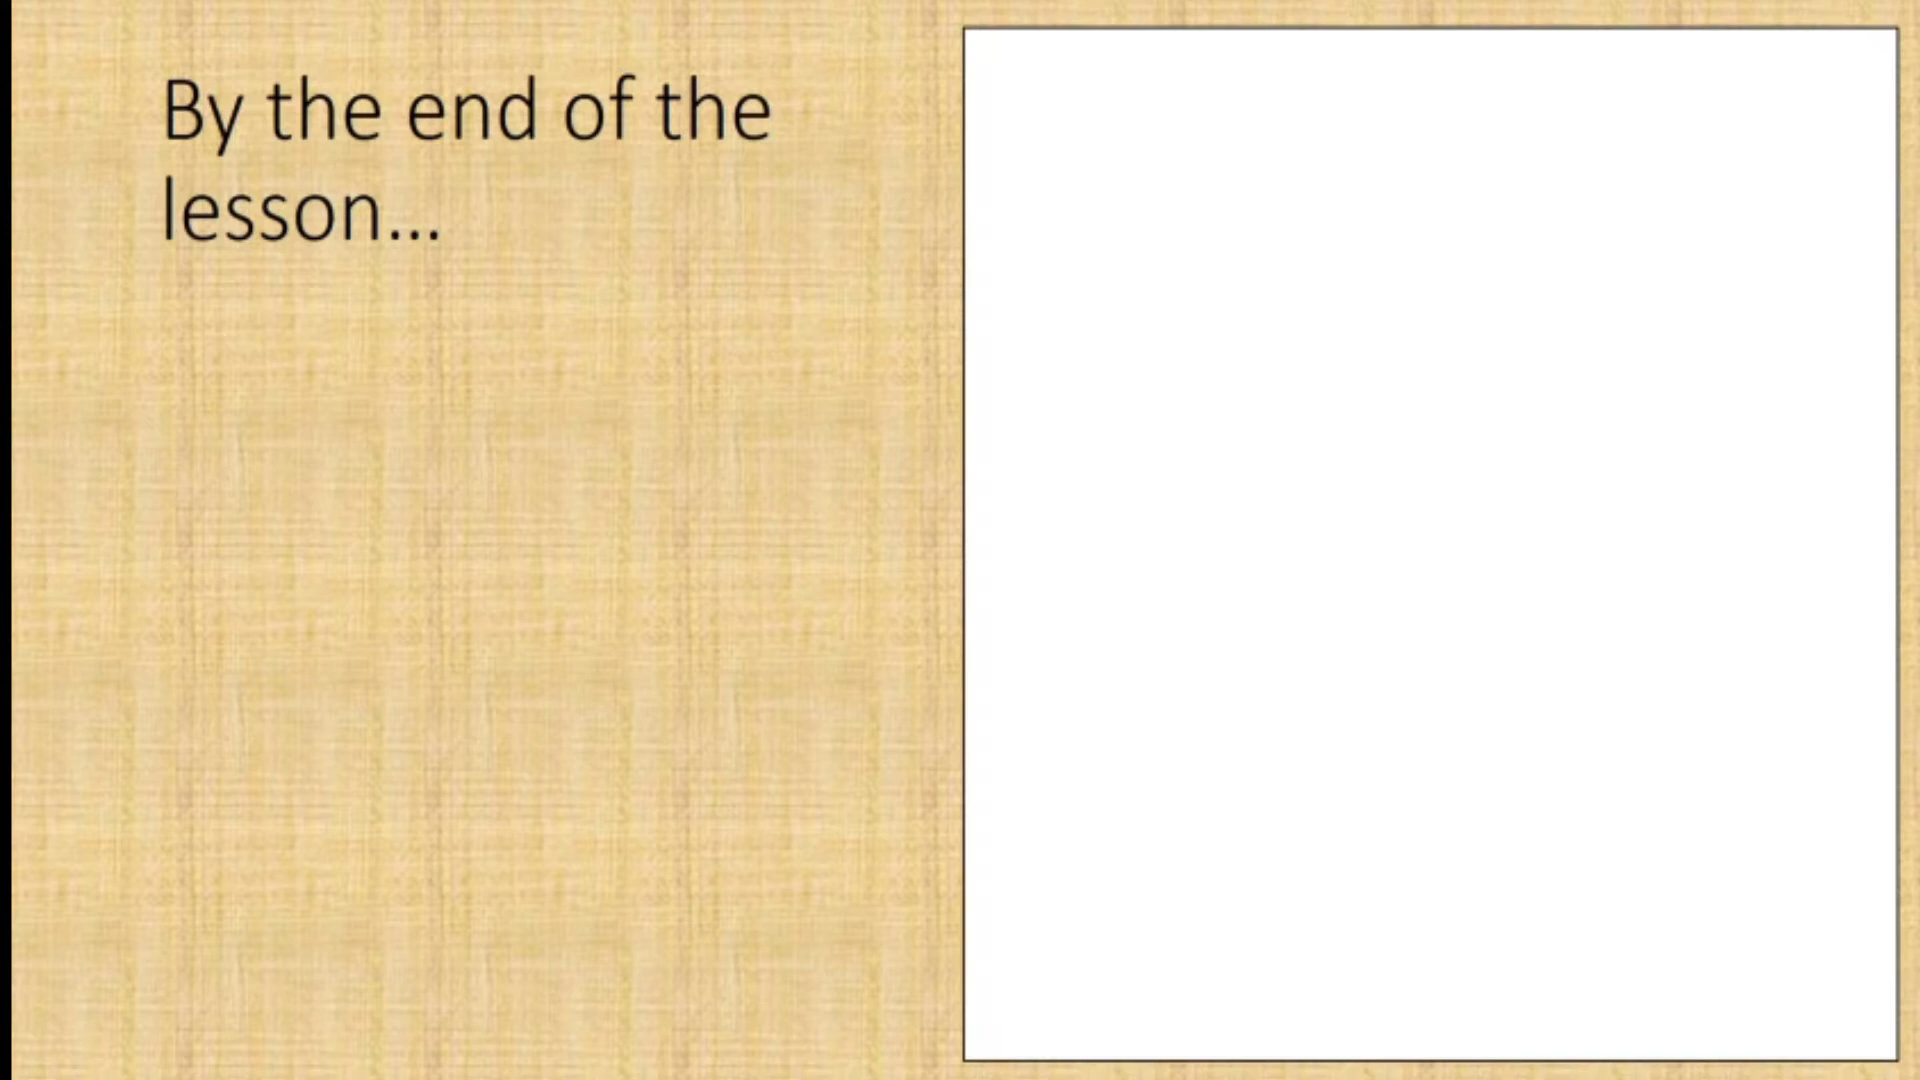 By the end of the
lesson...